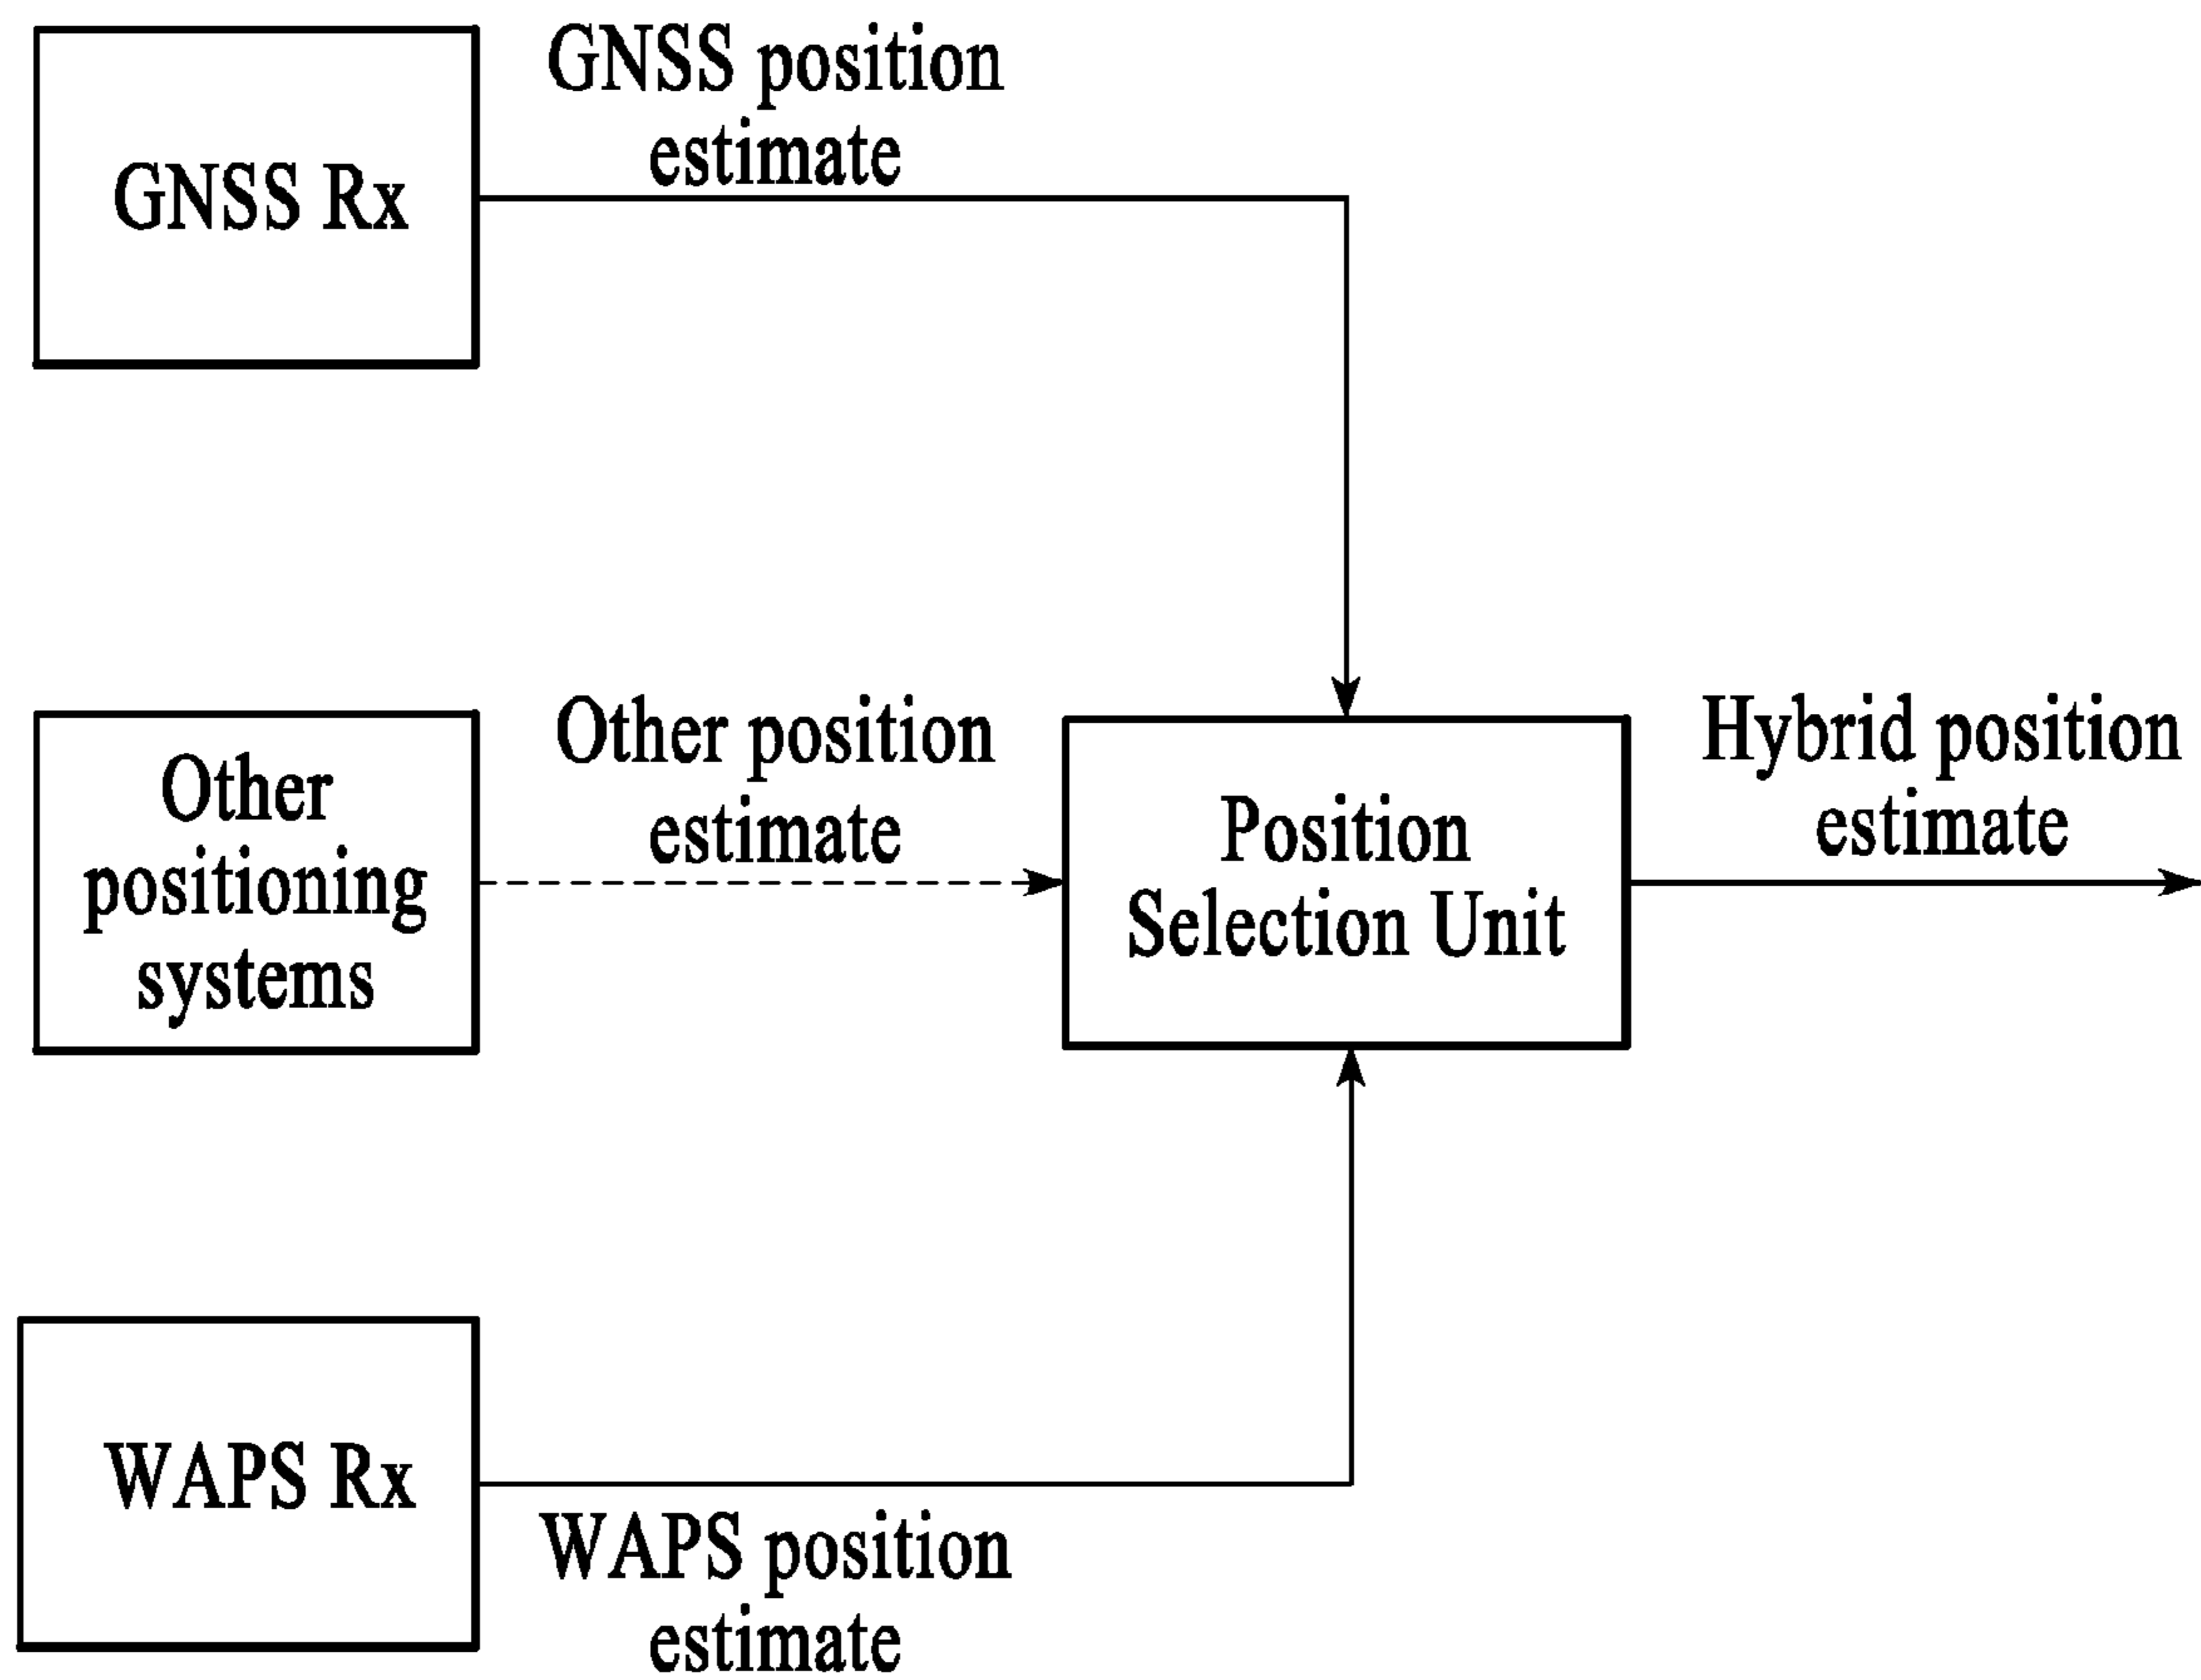 GNSS Rx
GNSS position
estimate
Other
positioning
systems
Other position
estimate
Position
Selection Unit
Hybrid position
estimate
WAPS Rx
WAPS position
estimate